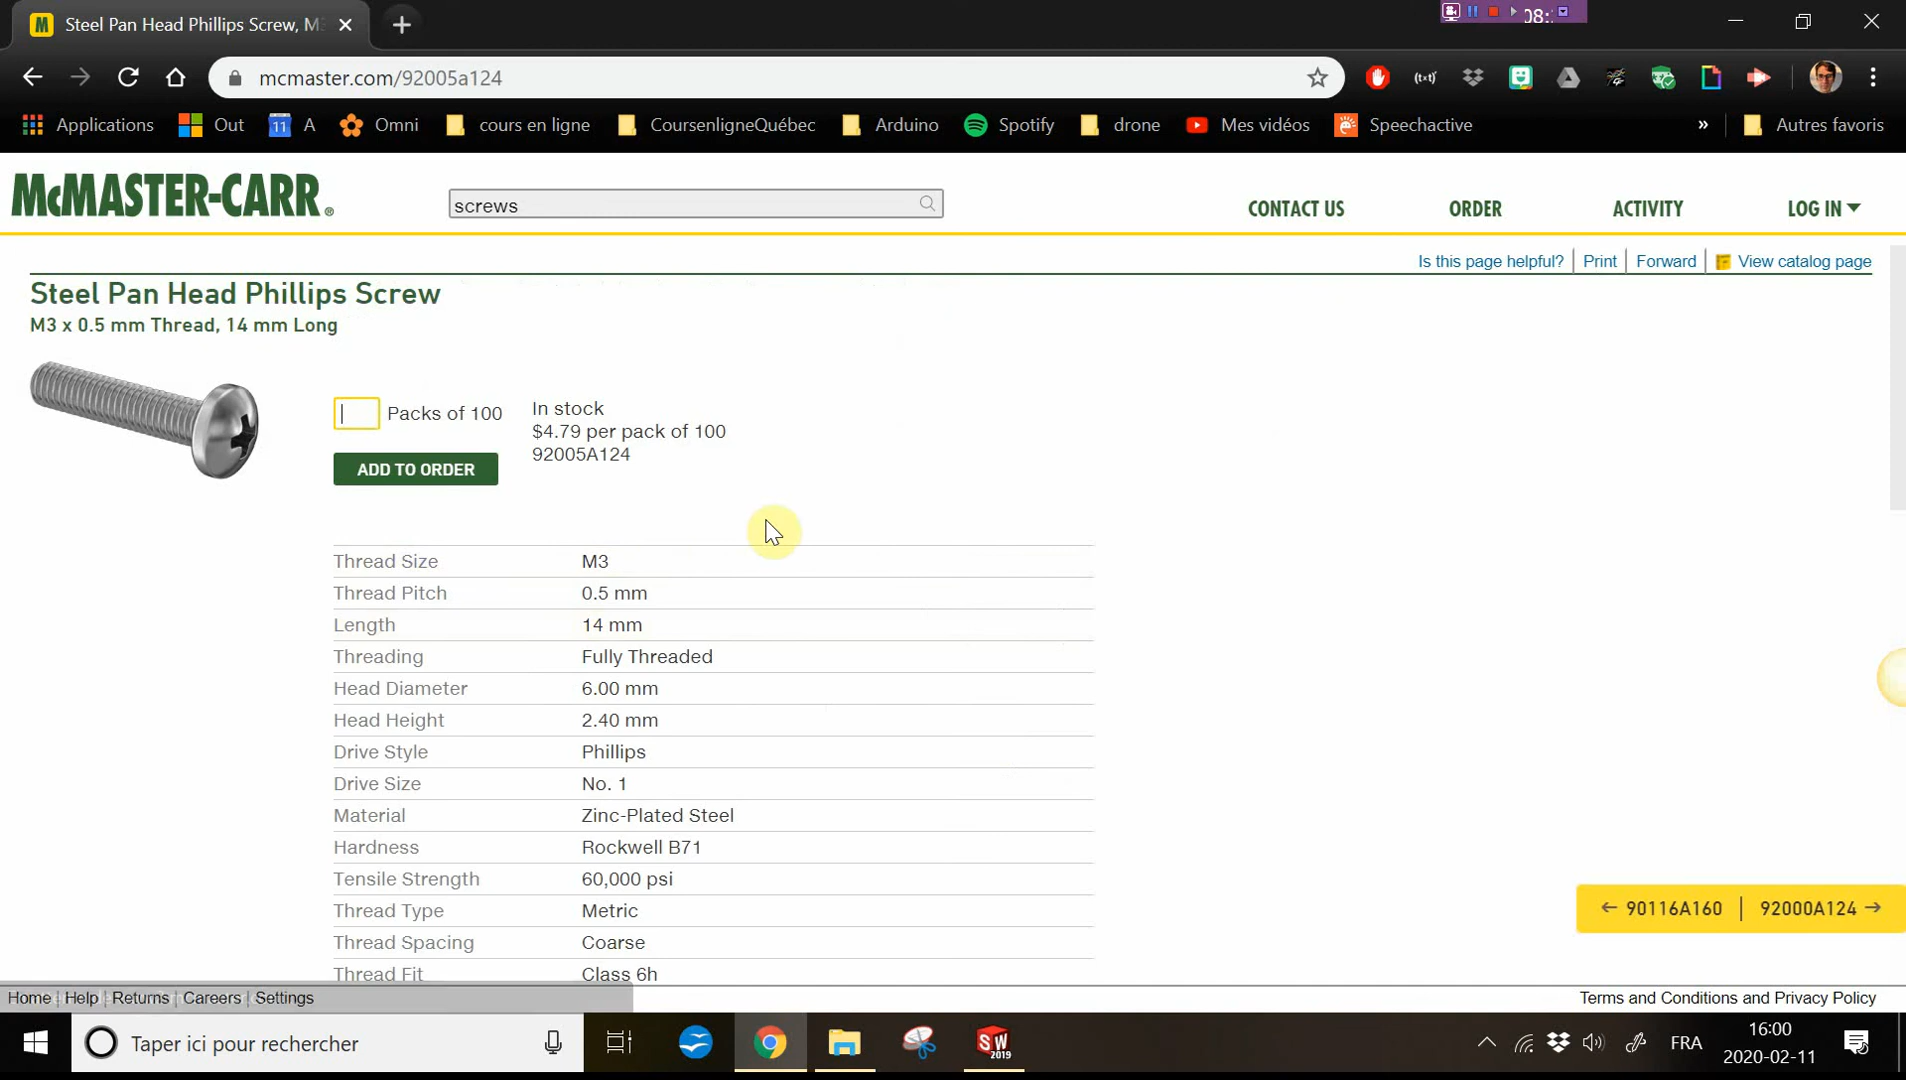 Steel Pan Head Phillips Screw, M
08:
mcmaster.com/92005a124
Applications
Out
11
A
Omni
cours en ligne
CoursenligneQuébec
Arduino
Spotify
drone
Mes vidéos
Speechactive
»
Autres favoris
McMASTER-CARR®
screws
CONTACT US
ORDER
ACTIVITY
LOG IN
Is this page helpful?
Print
Forward
View catalog page
Steel Pan Head Phillips Screw
M3 x 0.5 mm Thread, 14 mm Long
Packs of 100
In stock
$4.79 per pack of 100
92005A124
ADD TO ORDER
Thread Size M3
Thread Pitch 0.5 mm
Length 14 mm
Threading Fully Threaded
Head Diameter 6.00 mm
Head Height 2.40 mm
Drive Style Phillips
Drive Size No. 1
Material Zinc-Plated Steel
Hardness Rockwell B71
Tensile Strength 60,000 psi
Thread Type Metric
Thread Spacing Coarse
Thread Fit Class 6h
← 90116A160 | 92000A124 →
Home | Help | Returns | Careers | Settings
Terms and Conditions and Privacy Policy
Taper ici pour rechercher
SW
2019
FRA
16:00
2020-02-11